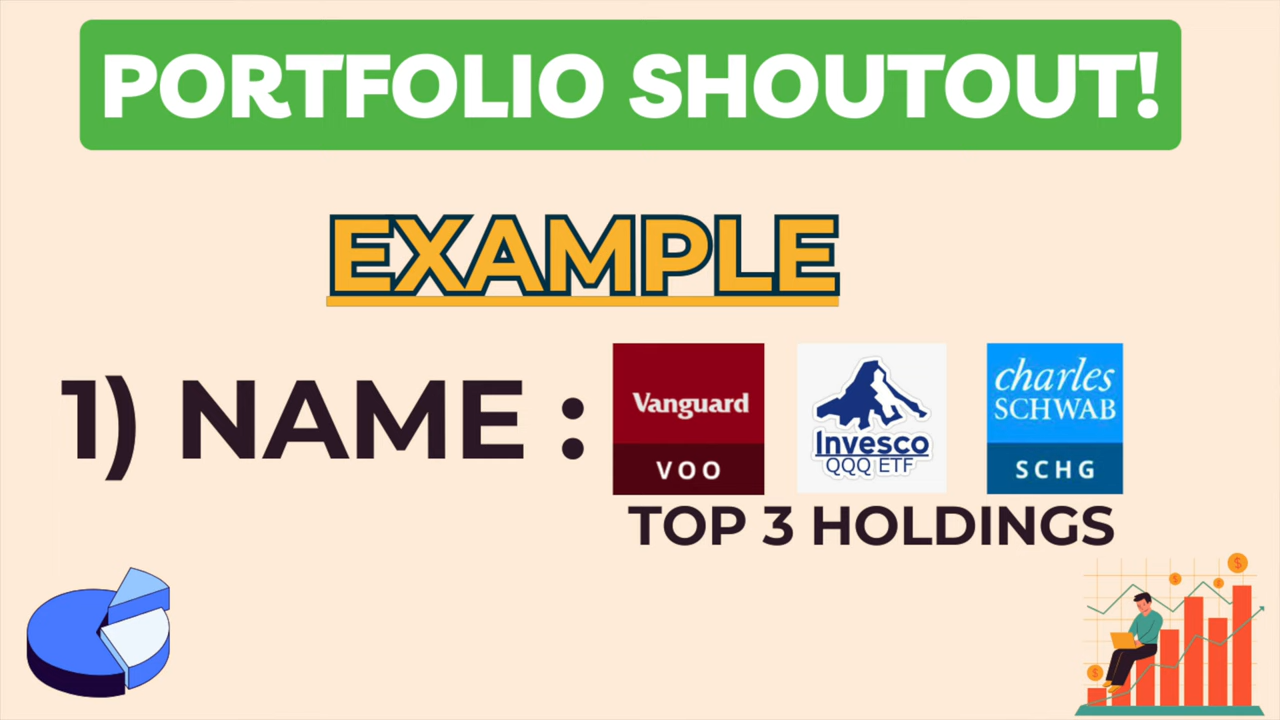 PORTFOLIO SHOUTOUT!
EXAMPLE
1) NAME :
Vanguard
VOO
Invesco
QQQ ETF
charles
SCHWAB
SCHG
TOP 3 HOLDINGS
$
$
$
$